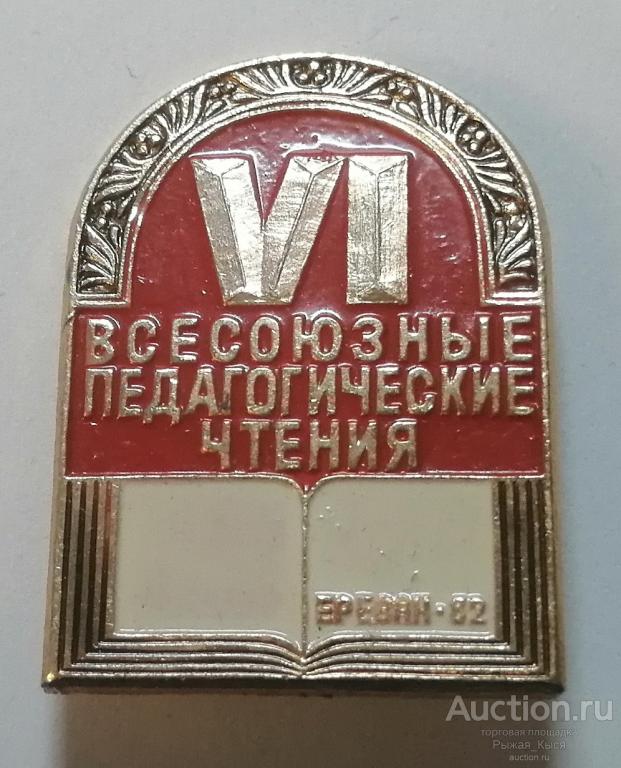 VI
ВСЕСОЮЗНЫЕ
ПЕДАГОГИЧЕСКИЕ
ЧТЕНИЯ
ЕРЕВАН·82
Auction.ru
торговая площадка
Рыжая_Кыся
auction.ru